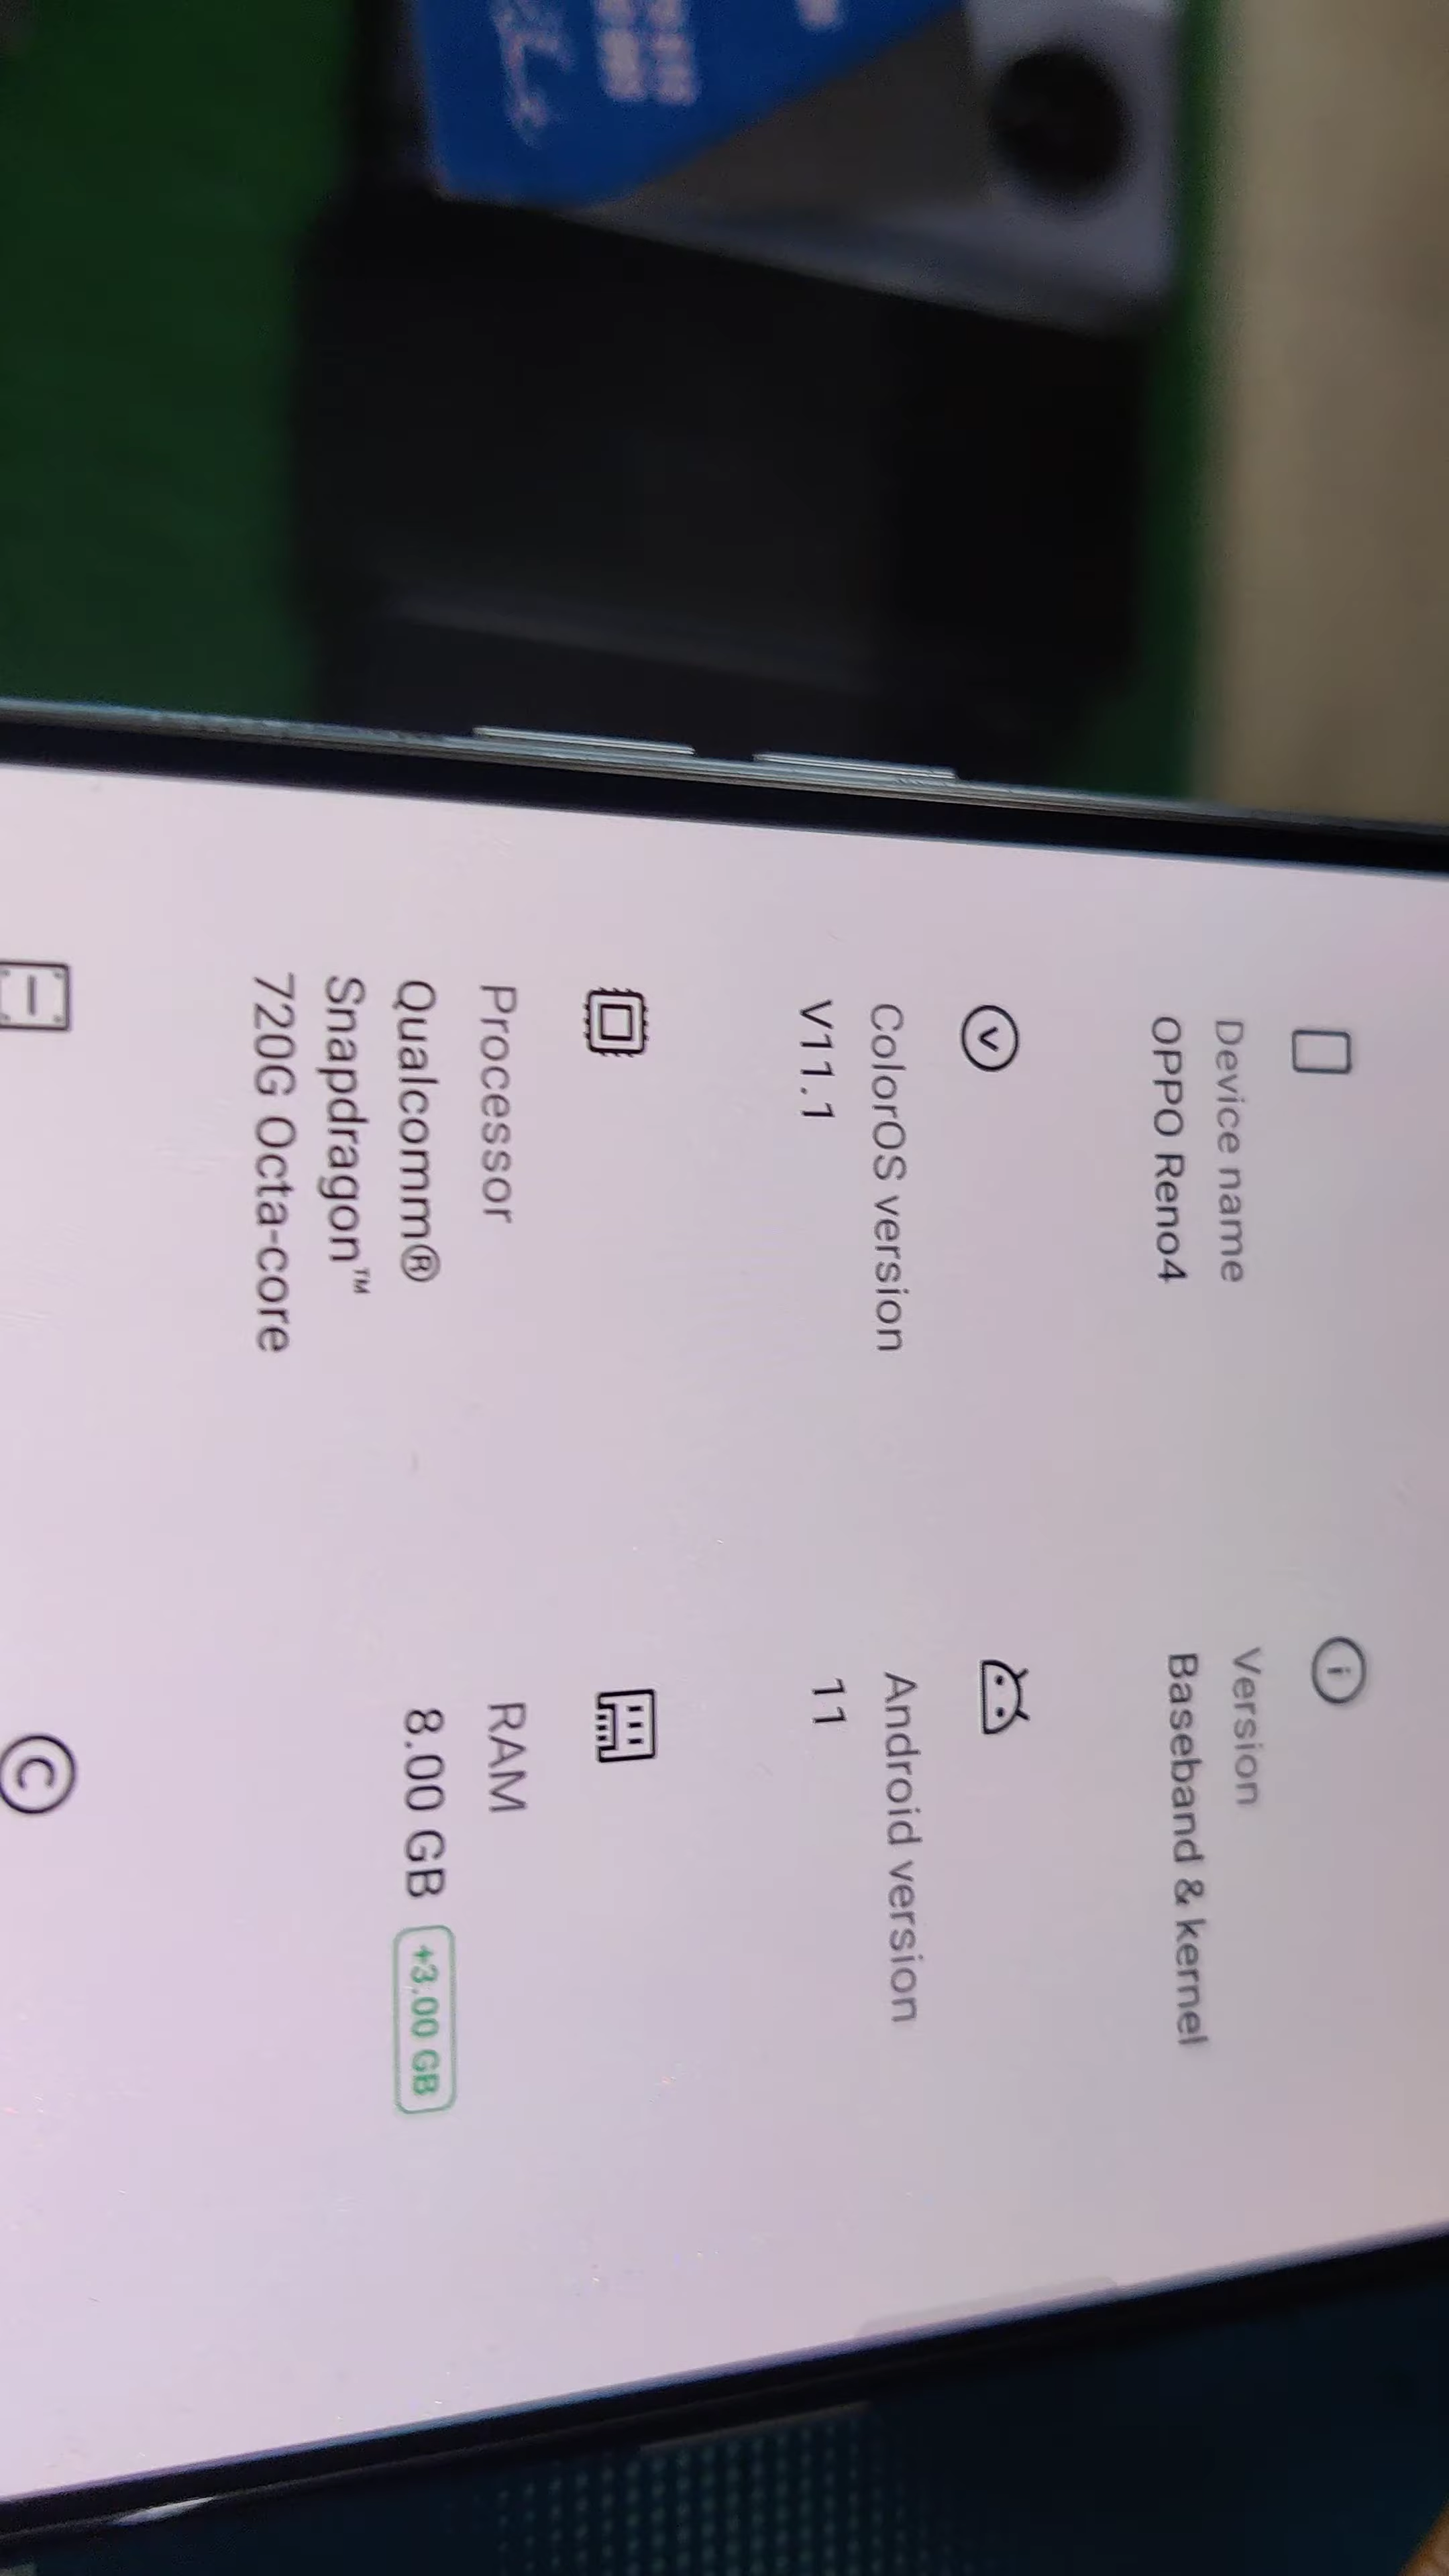 Device name
OPPO Reno4
Version
Baseband & kernel
ColorOS version
V11.1
Android version
11
Processor
Qualcomm®
Snapdragon™
720G Octa-core
RAM
8.00 GB +3.00 GB